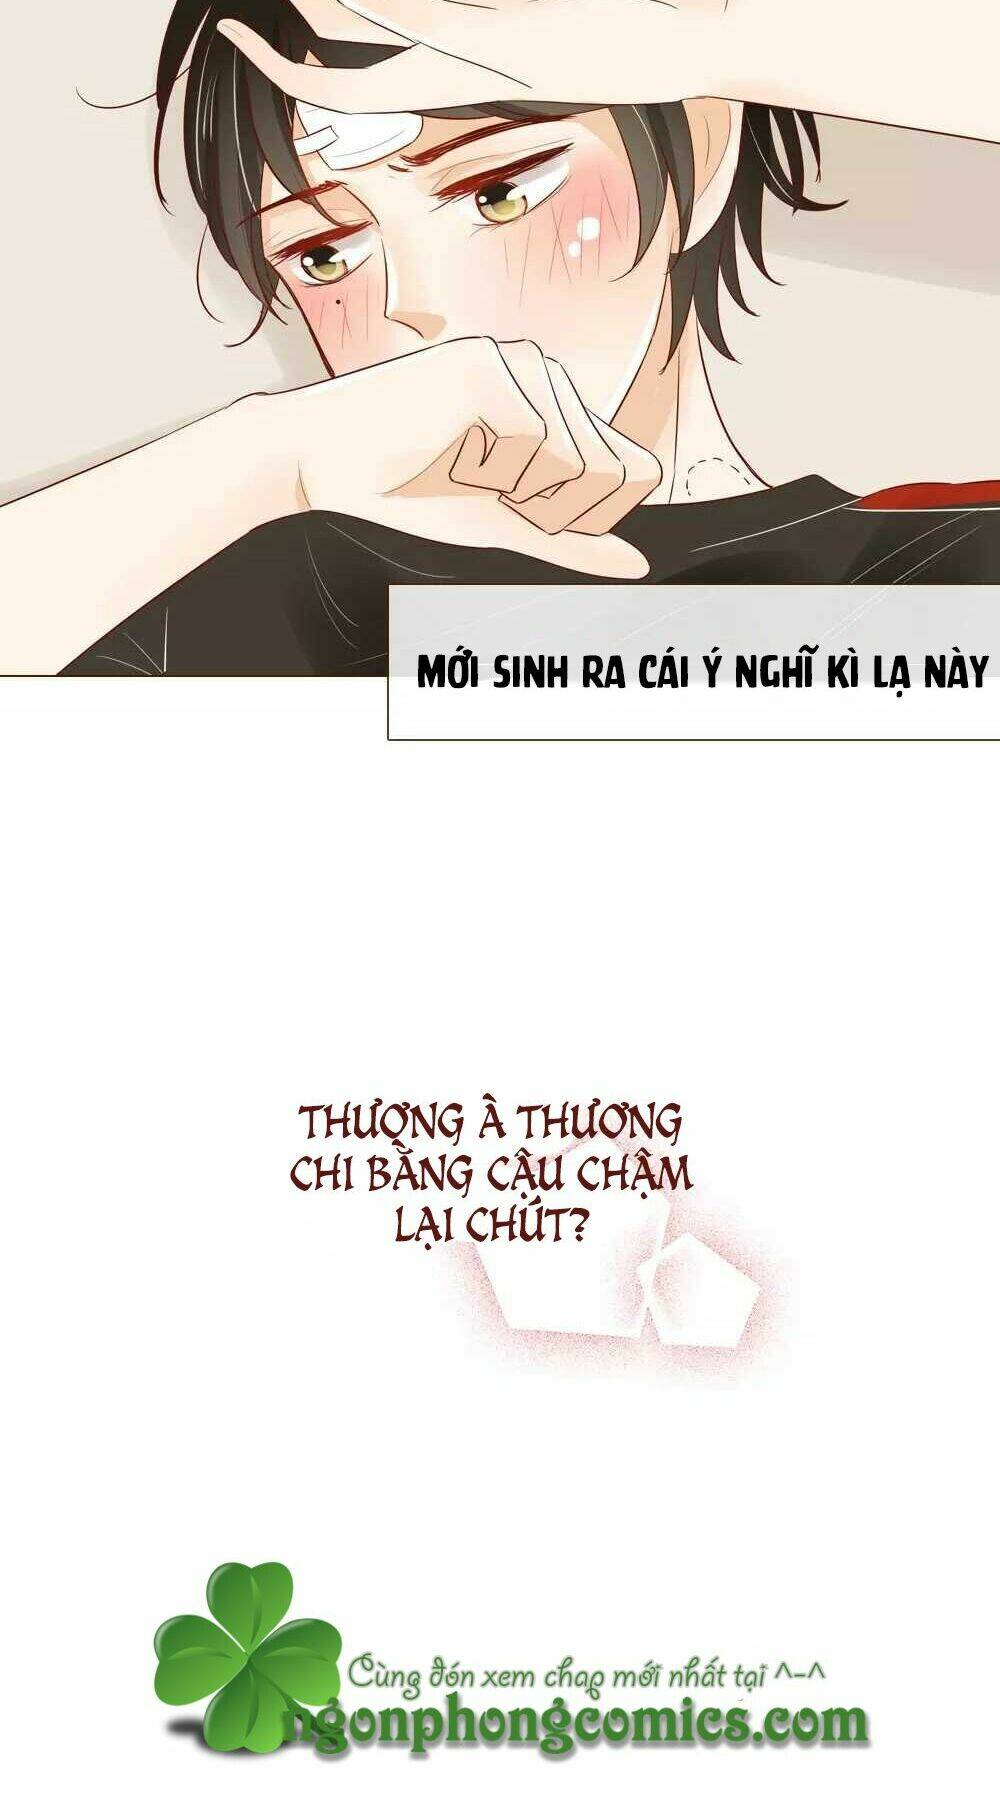 MỚI SINH RA CÁI Ý NGHĨ KÌ LẠ NÀY
THƯỢNG À THƯƠNG
CHI BẰNG CẬU CHẬM
LẠI CHÚT?
Cùng đón xem chap mới nhất tại ^-^
ngonphongcomics.com